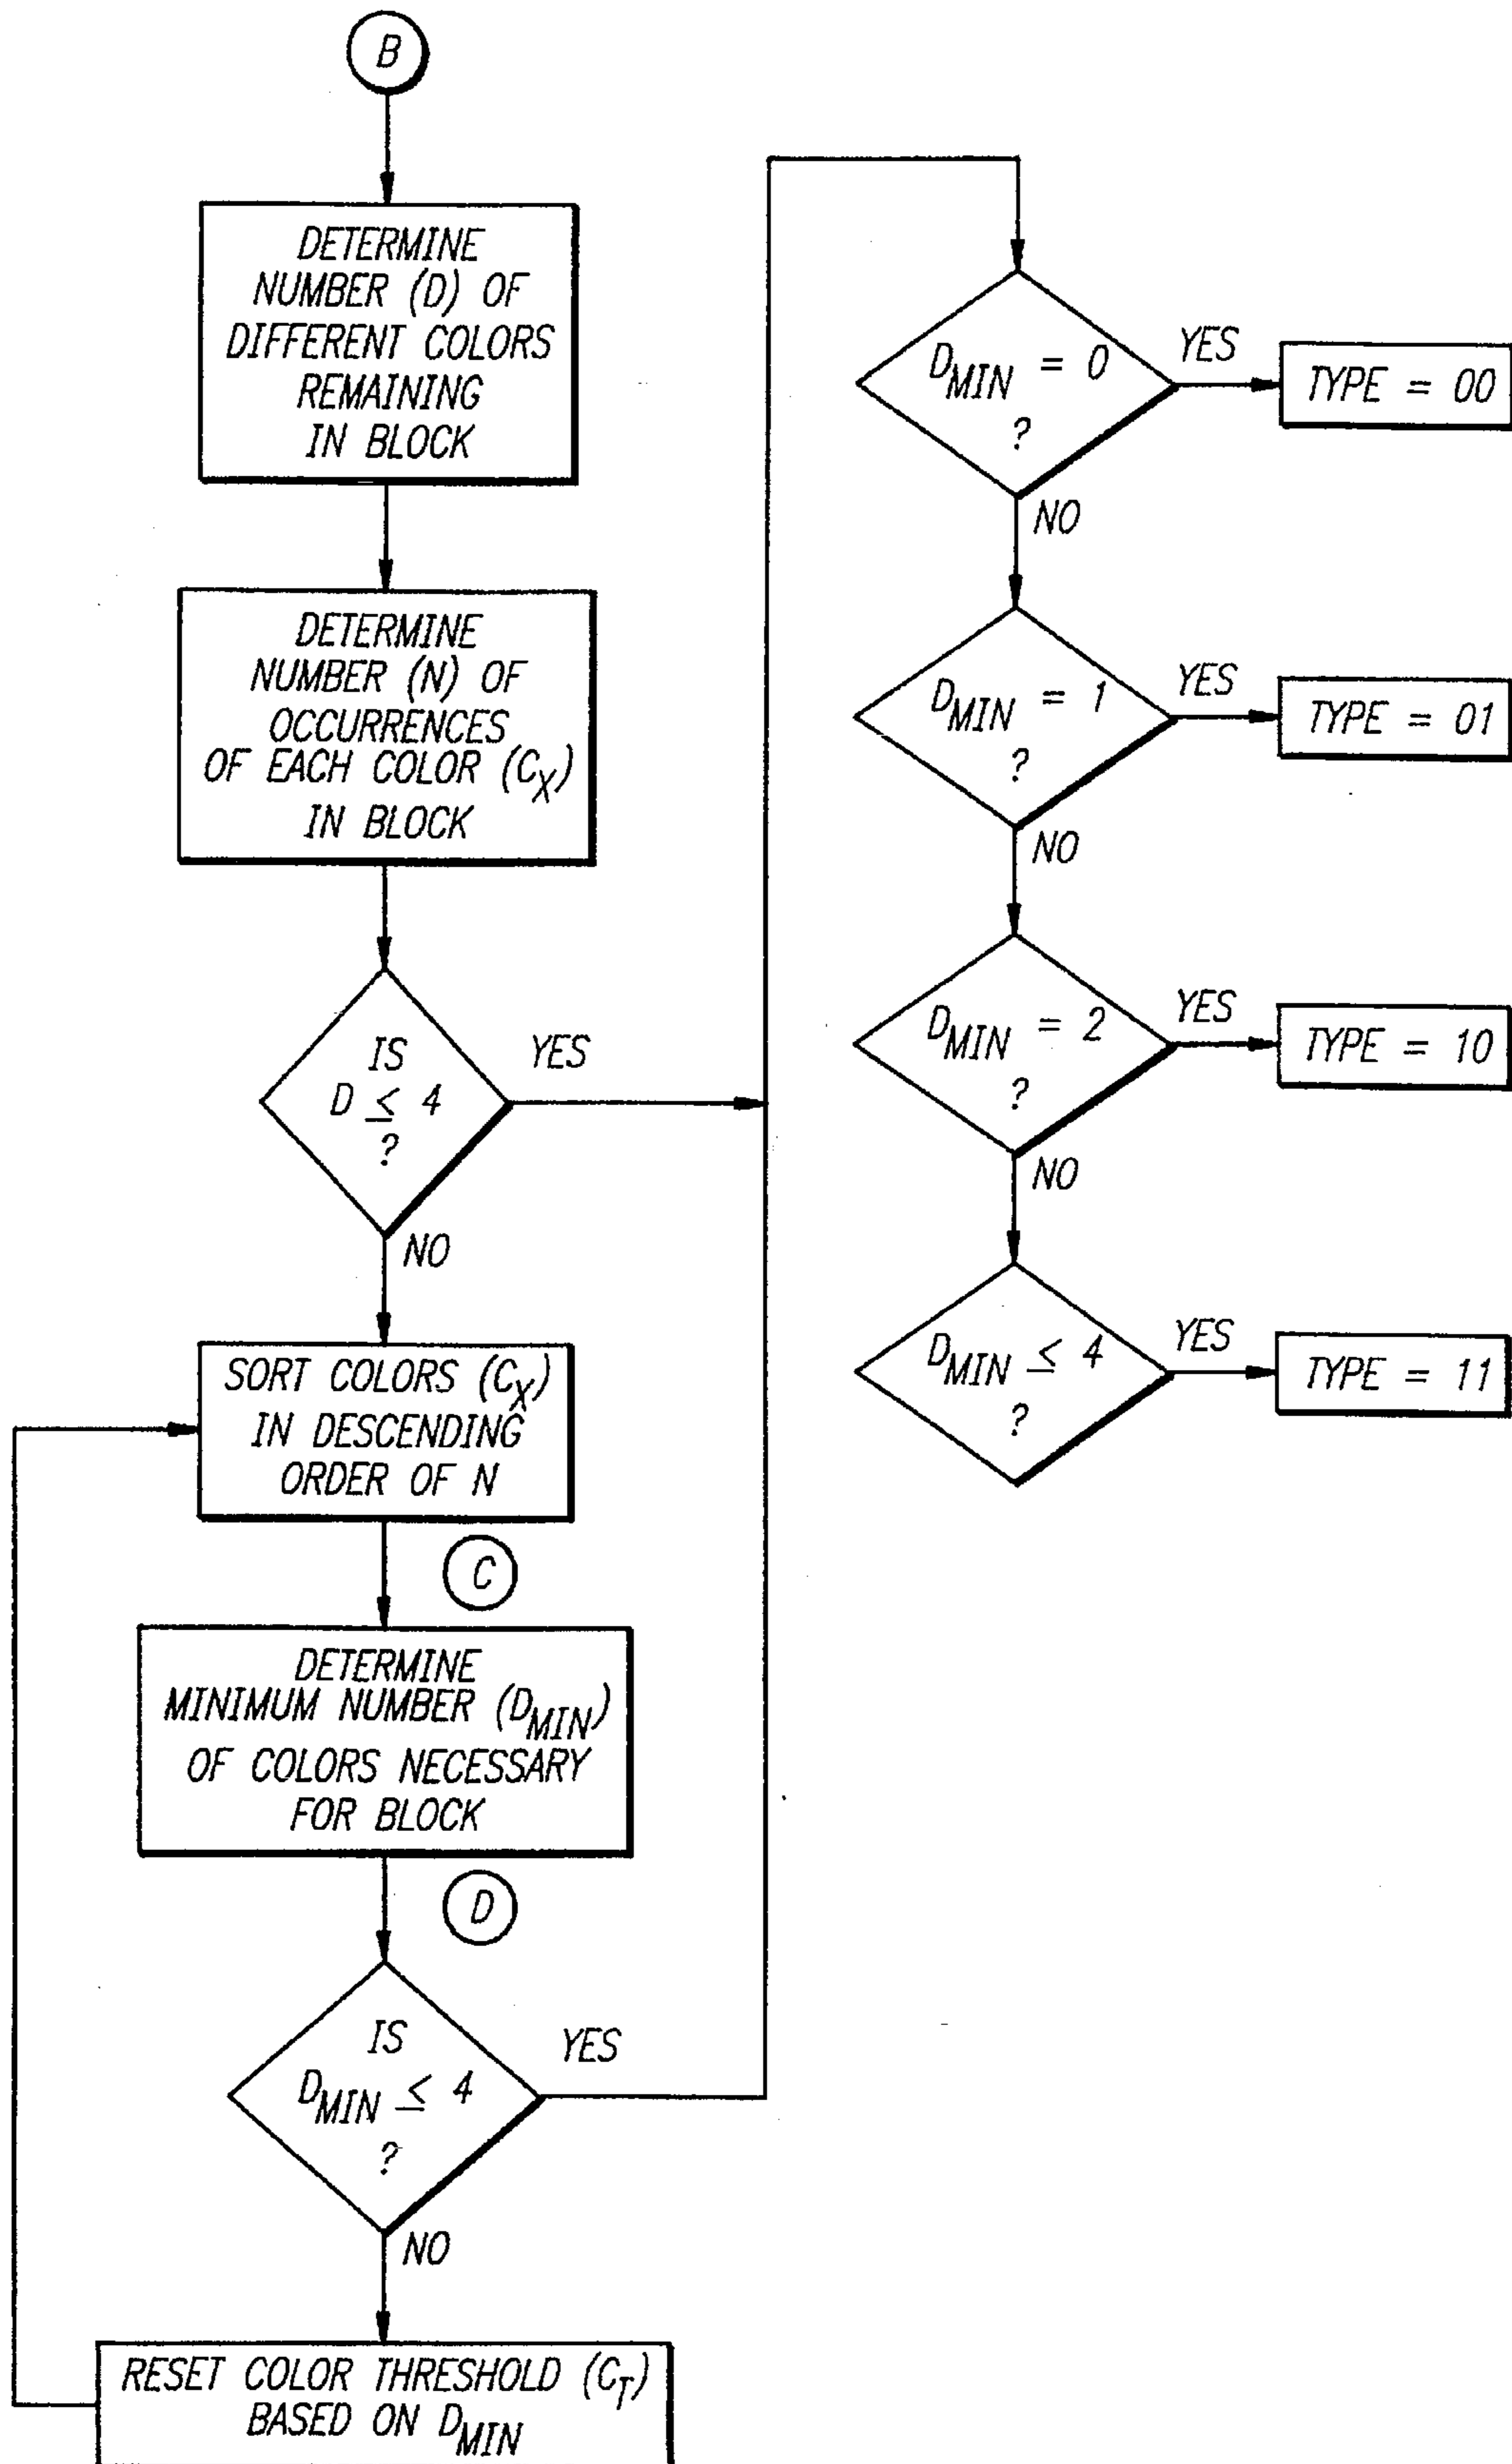 B
DETERMINE
NUMBER (D) OF
DIFFERENT COLORS
REMAINING
IN BLOCK
DETERMINE
NUMBER (N) OF
OCCURRENCES
OF EACH COLOR (CX)
IN BLOCK
IS
D ≤ 4
?
YES
NO
SORT COLORS (CX)
IN DESCENDING
ORDER OF N
C
DETERMINE
MINIMUM NUMBER (DMIN)
OF COLORS NECESSARY
FOR BLOCK
D
IS
DMIN ≤ 4
?
YES
NO
RESET COLOR THRESHOLD (CT)
BASED ON DMIN
DMIN = 0
?
YES
TYPE = 00
NO
DMIN = 1
?
YES
TYPE = 01
NO
DMIN = 2
?
YES
TYPE = 10
NO
DMIN ≤ 4
?
YES
TYPE = 11